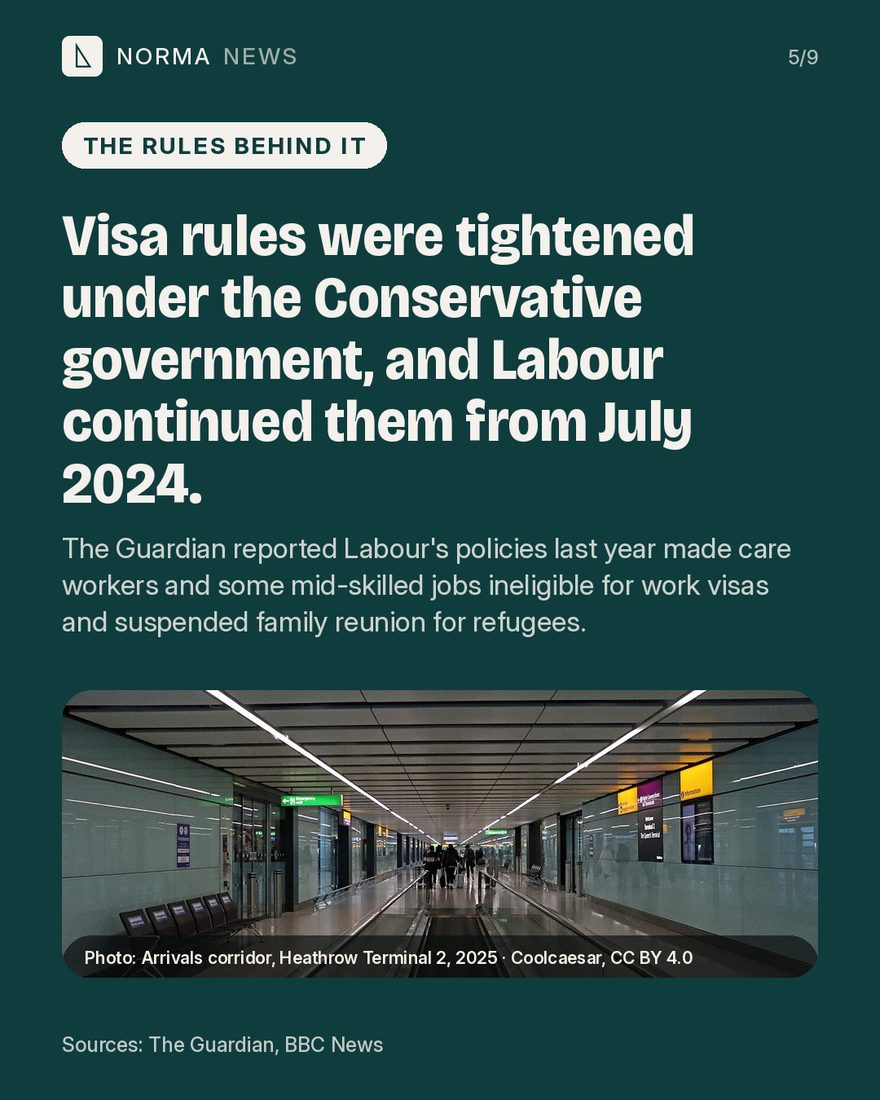 NORMA NEWS
5/9
THE RULES BEHIND IT
Visa rules were tightened
under the Conservative
government, and Labour
continued them from July
2024.
The Guardian reported Labour's policies last year made care
workers and some mid-skilled jobs ineligible for work visas
and suspended family reunion for refugees.
Photo: Arrivals corridor, Heathrow Terminal 2, 2025 · Coolcaesar, CC BY 4.0
Sources: The Guardian, BBC News